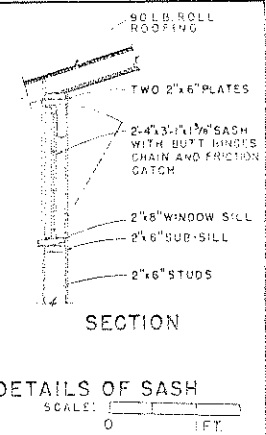 90 LB. ROLL
ROOFING
TWO 2"x6" PLATES
2-4"x3'-1"x1 3/8" SASH
WITH BUTT HINGES
CHAIN AND FRICTION
CATCH
2"x8" WINDOW SILL
2"x6" SUB-SILL
2"x6" STUDS
SECTION
DETAILS OF SASH
SCALE:
0 1 FT.